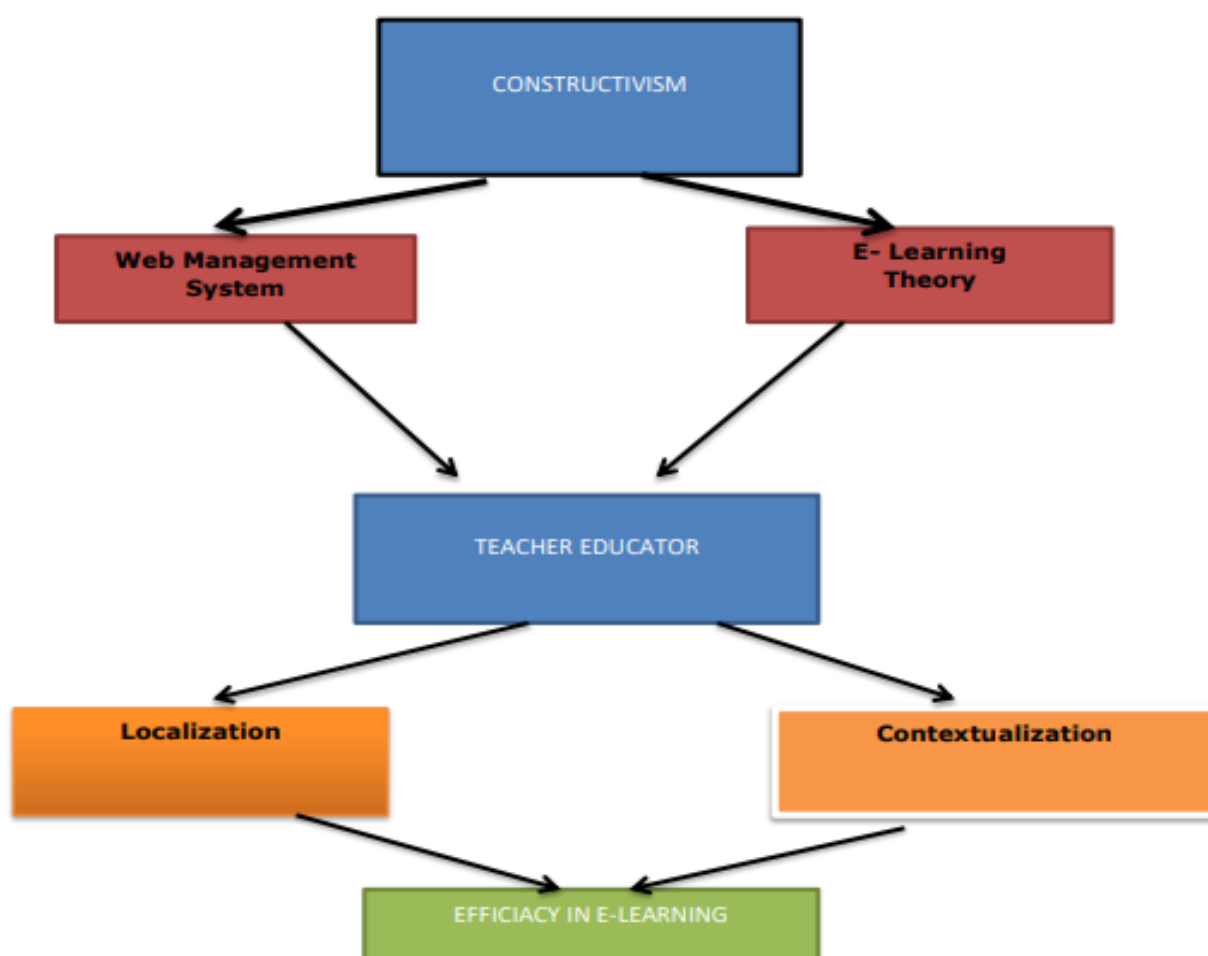 CONSTRUCTIVISM
Web Management
System
E- Learning
Theory
TEACHER EDUCATOR
Localization
Contextualization
EFFICIACY IN E-LEARNING